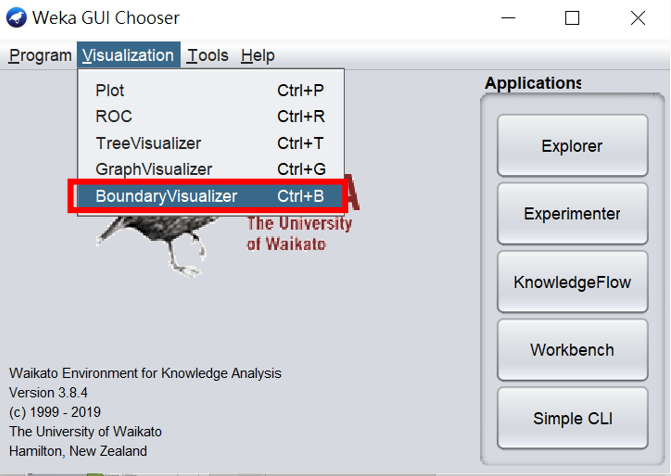 Weka GUI Chooser
Program Visualization Tools Help
Plot Ctrl+P
ROC Ctrl+R
TreeVisualizer Ctrl+T
GraphVisualizer Ctrl+G
BoundaryVisualizer Ctrl+B
The University
of Waikato
Waikato Environment for Knowledge Analysis
Version 3.8.4
(c) 1999 - 2019
The University of Waikato
Hamilton, New Zealand
Applications
Explorer
Experimenter
KnowledgeFlow
Workbench
Simple CLI